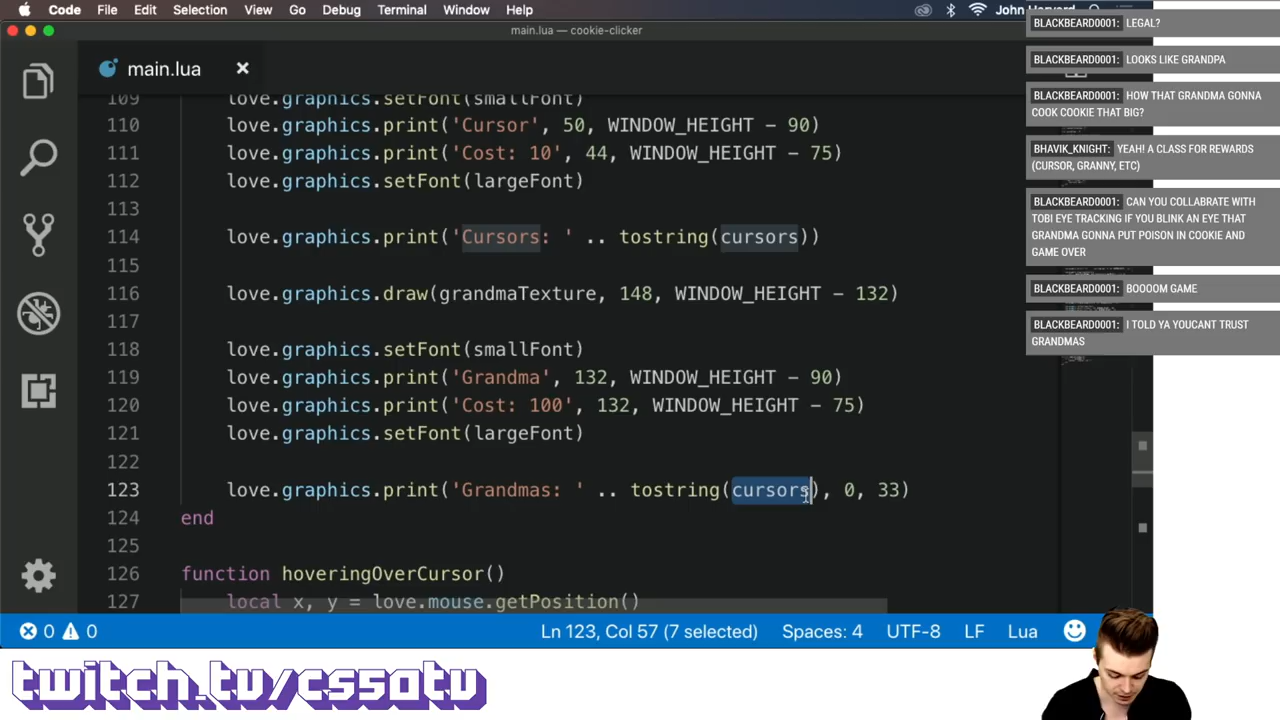 Code File Edit Selection View Go Debug Terminal Window Help
main.lua — cookie-clicker
main.lua
109 love.graphics.setFont(smallFont)
110 love.graphics.print('Cursor', 50, WINDOW_HEIGHT - 90)
111 love.graphics.print('Cost: 10', 44, WINDOW_HEIGHT - 75)
112 love.graphics.setFont(largeFont)
113
114 love.graphics.print('Cursors: ' .. tostring(cursors))
115
116 love.graphics.draw(grandmaTexture, 148, WINDOW_HEIGHT - 132)
117
118 love.graphics.setFont(smallFont)
119 love.graphics.print('Grandma', 132, WINDOW_HEIGHT - 90)
120 love.graphics.print('Cost: 100', 132, WINDOW_HEIGHT - 75)
121 love.graphics.setFont(largeFont)
122
123 love.graphics.print('Grandmas: ' .. tostring(cursors), 0, 33)
124 end
125
126 function hoveringOverCursor()
127 local x, y = love.mouse.getPosition()
0 0 Ln 123, Col 57 (7 selected) Spaces: 4 UTF-8 LF Lua
twitch.tv/cs50tv
BLACKBEARD0001: LEGAL?
BLACKBEARD0001: LOOKS LIKE GRANDPA
BLACKBEARD0001: HOW THAT GRANDMA GONNA
COOK COOKIE THAT BIG?
BHAVIK_KNIGHT: YEAH! A CLASS FOR REWARDS
(CURSOR, GRANNY, ETC)
BLACKBEARD0001: CAN YOU COLLABRATE WITH
TOBI EYE TRACKING IF YOU BLINK AN EYE THAT
GRANDMA GONNA PUT POISON IN COOKIE AND
GAME OVER
BLACKBEARD0001: BOOOOM GAME
BLACKBEARD0001: I TOLD YA YOUCANT TRUST
GRANDMAS